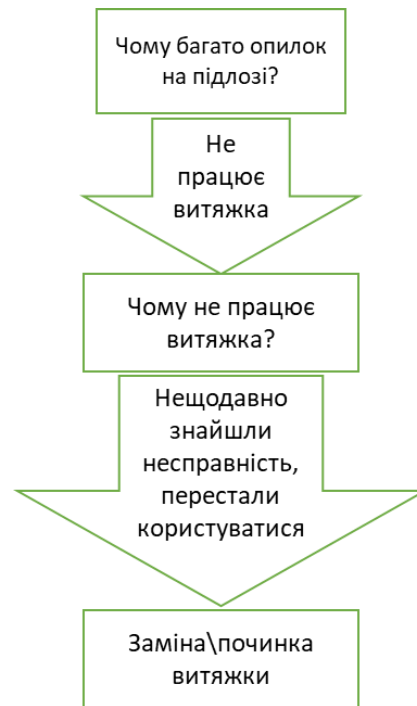 Чому багато опилок
на підлозі?
Не
працює
витяжка
Чому не працює
витяжка?
Нещодавно
знайшли
несправність,
перестали
користуватися
Заміна\починка
витяжки